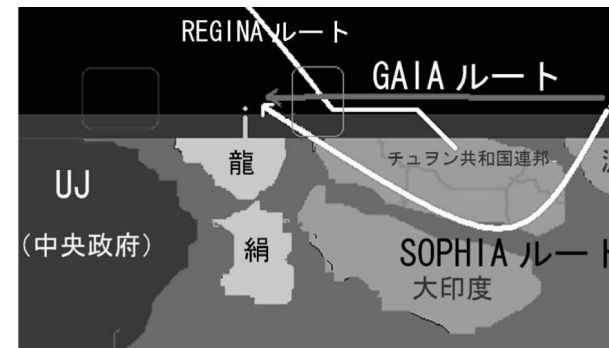 REGINAルート
GAIA ルート
龍
チュヲン共和国連邦
UJ
(中央政府)
絹
SOPHIA ルート
大印度